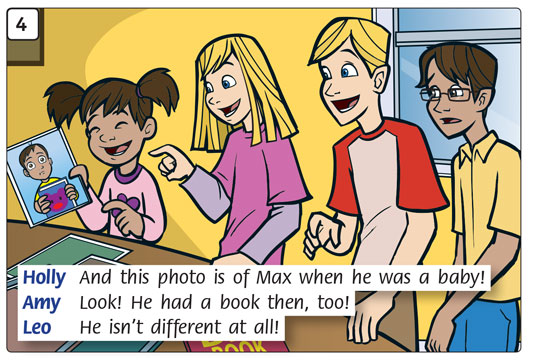 4
Holly And this photo is of Max when he was a baby!
Amy Look! He had a book then, too!
Leo He isn't different at all!
BOOK